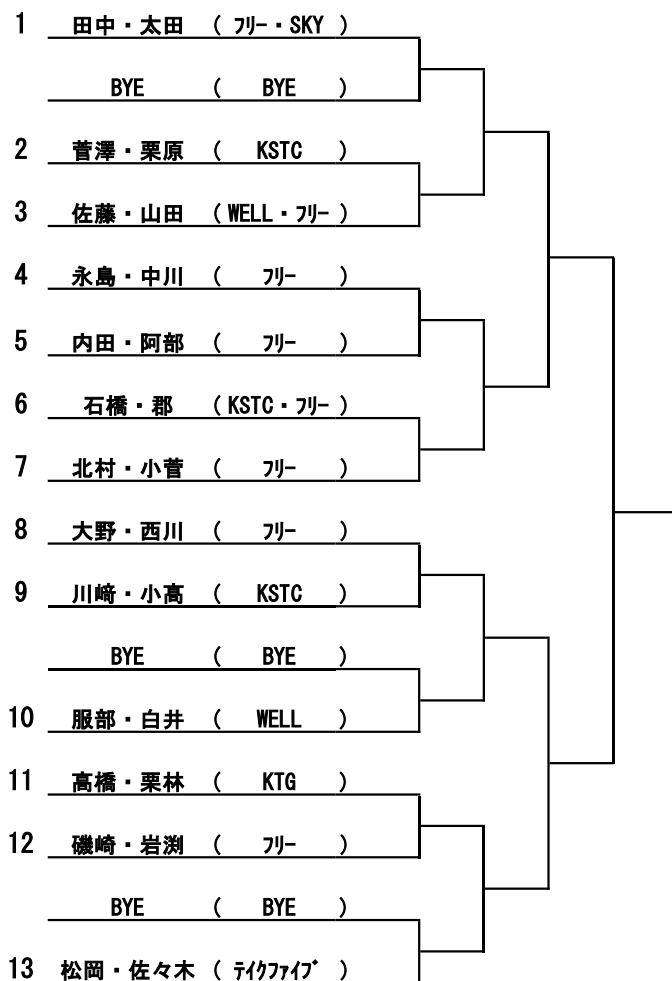 1 田中・太田 ( ﾌﾘｰ・SKY )
BYE ( BYE )
2 菅澤・栗原 ( KSTC )
3 佐藤・山田 ( WELL・ﾌﾘｰ )
4 永島・中川 ( ﾌﾘｰ )
5 内田・阿部 ( ﾌﾘｰ )
6 石橋・郡 ( KSTC・ﾌﾘｰ )
7 北村・小菅 ( ﾌﾘｰ )
8 大野・西川 ( ﾌﾘｰ )
9 川﨑・小髙 ( KSTC )
BYE ( BYE )
10 服部・白井 ( WELL )
11 高橋・栗林 ( KTG )
12 磯崎・岩渕 ( ﾌﾘｰ )
BYE ( BYE )
13 松岡・佐々木 ( ﾃｲｸﾌｧｲﾌﾞ )